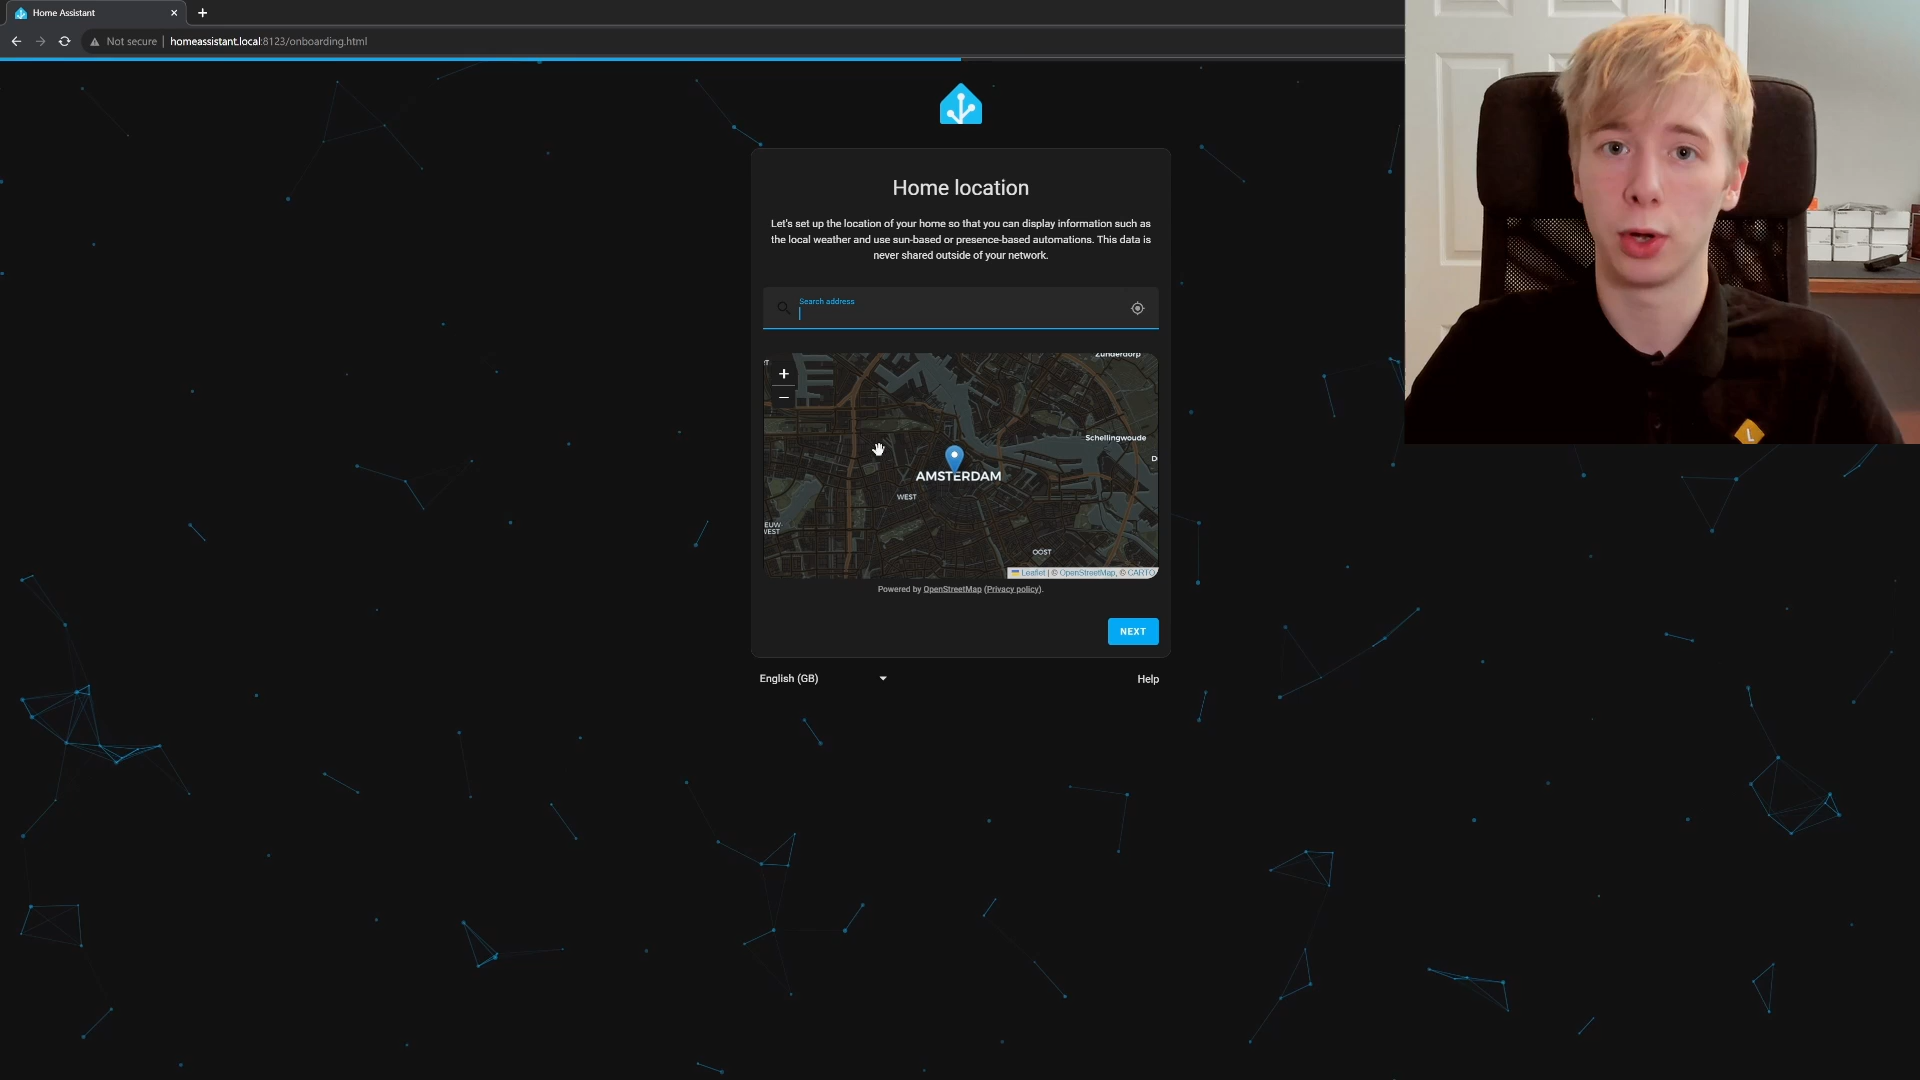 Home Assistant
Not secure
homeassistant.local:8123/onboarding.html
Home location
Let's set up the location of your home so that you can display information such as
the local weather and use sun-based or presence-based automations. This data is
never shared outside of your network.
Search address
Zunderdorp
+
−
Schellingwoude
D
AMSTERDAM
WEST
EUW-
WEST
OOST
Leaflet | © OpenStreetMap, © CARTO
Powered by OpenStreetMap (Privacy policy).
NEXT
English (GB)
Help
L